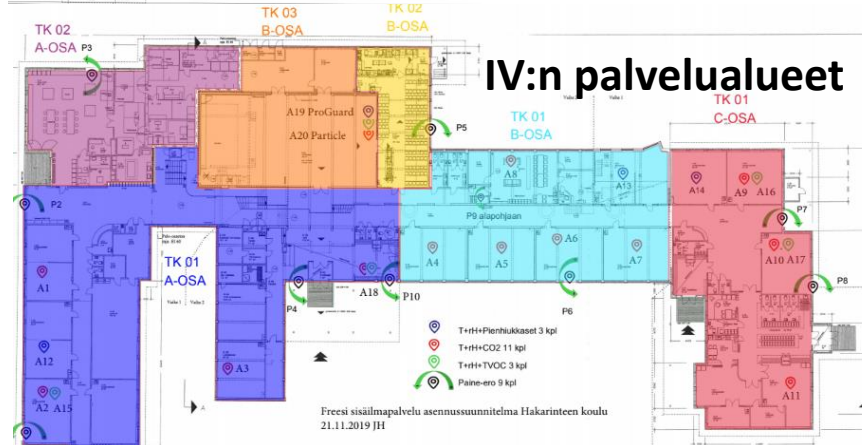 IV:n palvelualueet
TK 02
A-OSA
TK 03
B-OSA
TK 02
B-OSA
TK 01
B-OSA
TK 01
C-OSA
TK 01
A-OSA
P3
A19 ProGuard
A20 Particle
P5
P2
A8
A13
A14
A9
A16
P9 alapohjaan
P7
A1
A4
A5
A6
A7
A10
A17
P8
P4
A18
P10
P6
A12
A3
A2
A15
A11
T+rH+Pienhiukkaset 3 kpl
T+rH+CO2 11 kpl
T+rH+TVOC 3 kpl
Paine-ero 9 kpl
Freesi sisäilmapalvelu asennussuunnitelma Hakarinteen koulu
21.11.2019 JH